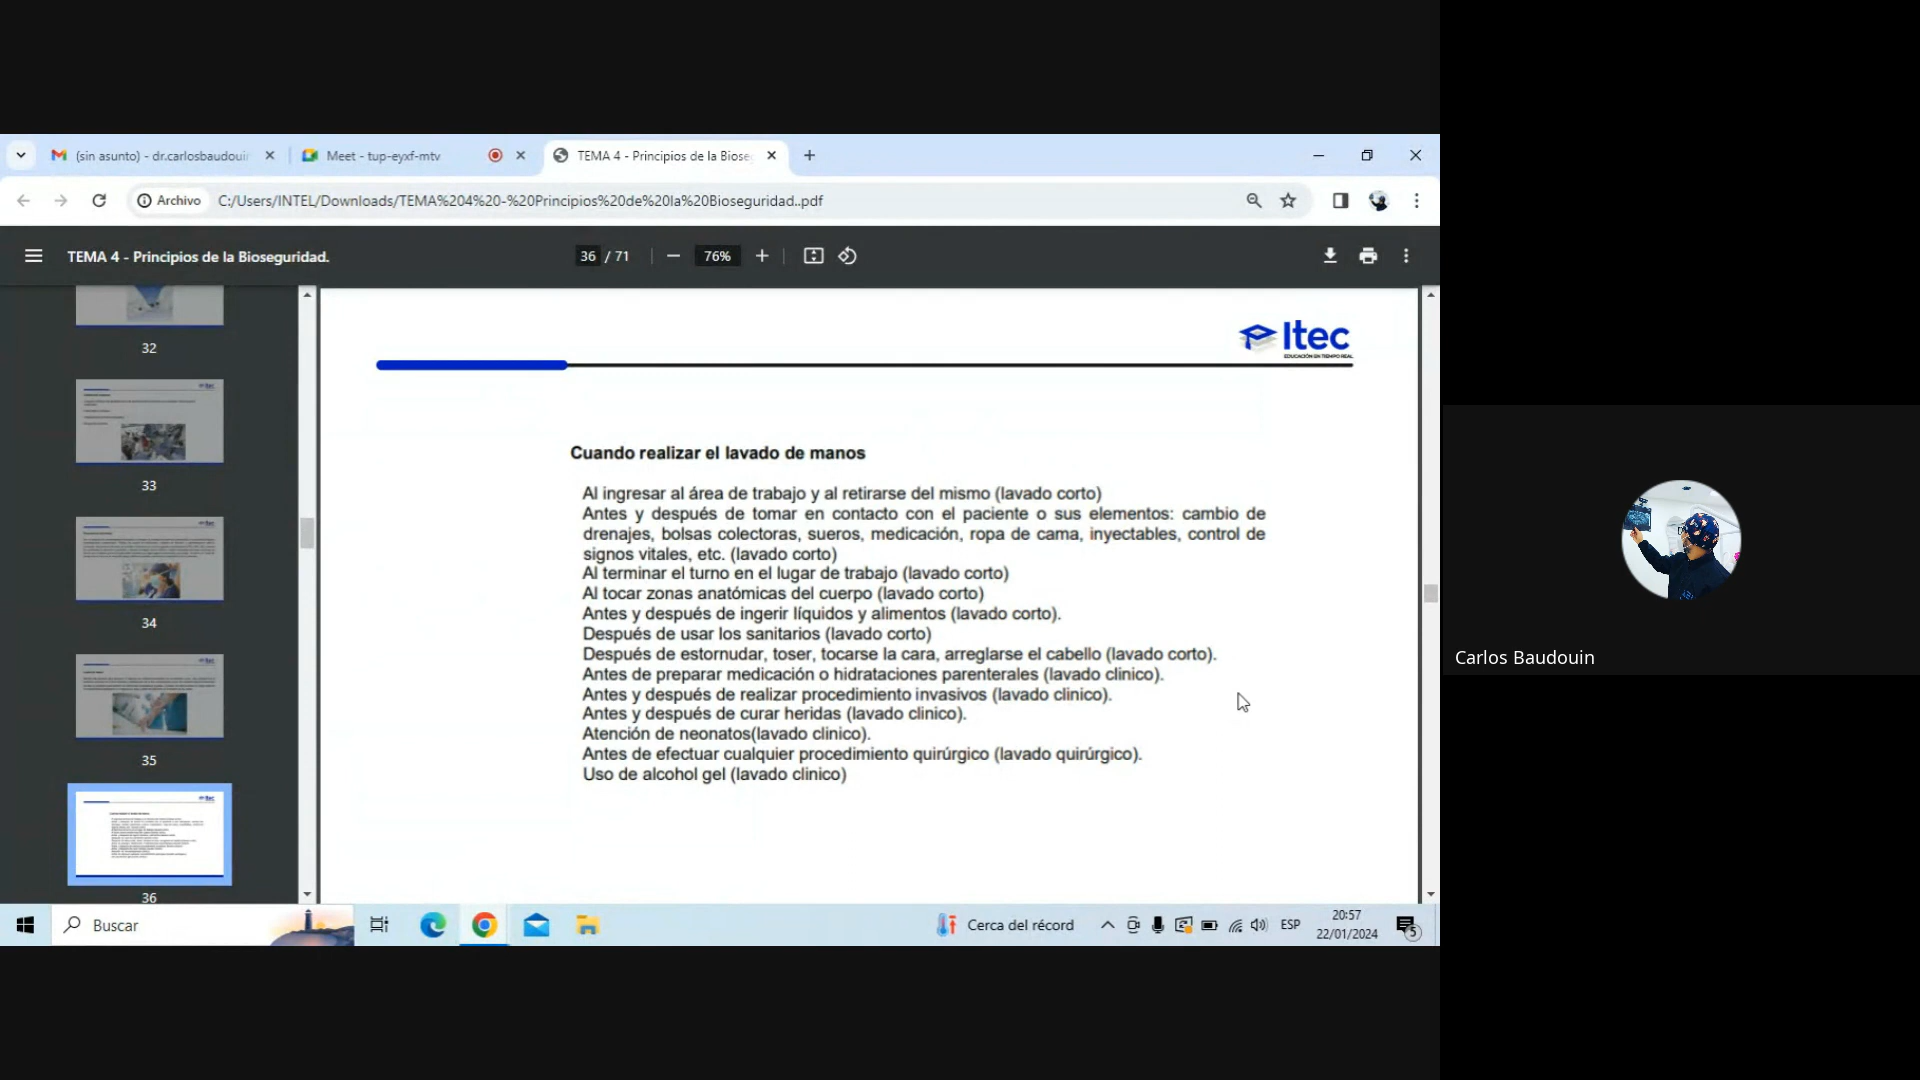 (sin asunto) - dr.carlosbaudouin
Meet - tup-eyxf-mtv
TEMA 4 - Principios de la Biose
Archivo
C:/Users/INTEL/Downloads/TEMA%204%20-%20Principios%20de%20la%20Bioseguridad..pdf
TEMA 4 - Principios de la Bioseguridad.
36 / 71
76%
32
33
34
35
36
Itec
EDUCACIÓN EN TIEMPO REAL
Cuando realizar el lavado de manos
Al ingresar al área de trabajo y al retirarse del mismo (lavado corto)
Antes y después de tomar en contacto con el paciente o sus elementos: cambio de
drenajes, bolsas colectoras, sueros, medicación, ropa de cama, inyectables, control de
signos vitales, etc. (lavado corto)
Al terminar el turno en el lugar de trabajo (lavado corto)
Al tocar zonas anatómicas del cuerpo (lavado corto)
Antes y después de ingerir líquidos y alimentos (lavado corto).
Después de usar los sanitarios (lavado corto)
Después de estornudar, toser, tocarse la cara, arreglarse el cabello (lavado corto).
Antes de preparar medicación o hidrataciones parenterales (lavado clinico).
Antes y después de realizar procedimiento invasivos (lavado clinico).
Antes y después de curar heridas (lavado clinico).
Atención de neonatos(lavado clinico).
Antes de efectuar cualquier procedimiento quirúrgico (lavado quirúrgico).
Uso de alcohol gel (lavado clinico)
Carlos Baudouin
Buscar
Cerca del récord
ESP
20:57
22/01/2024
5